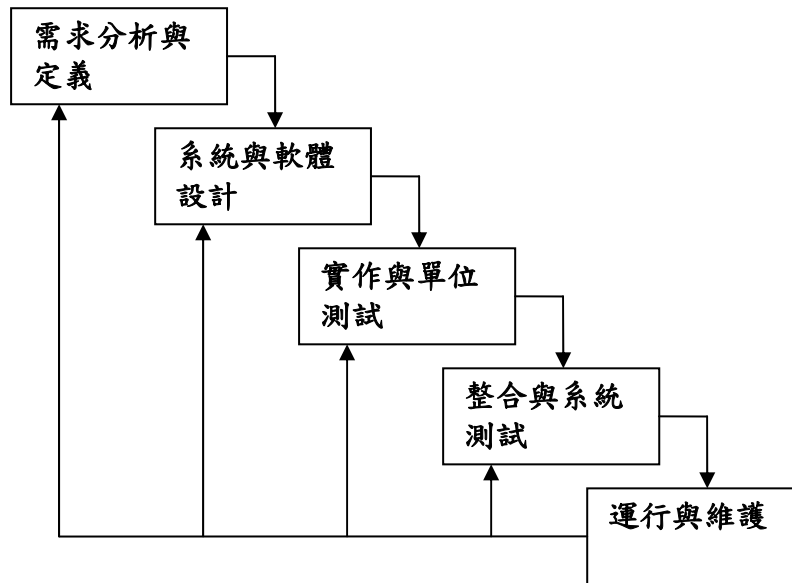 需求分析與
定義
系統與軟體
設計
實作與單位
測試
整合與系統
測試
運行與維護